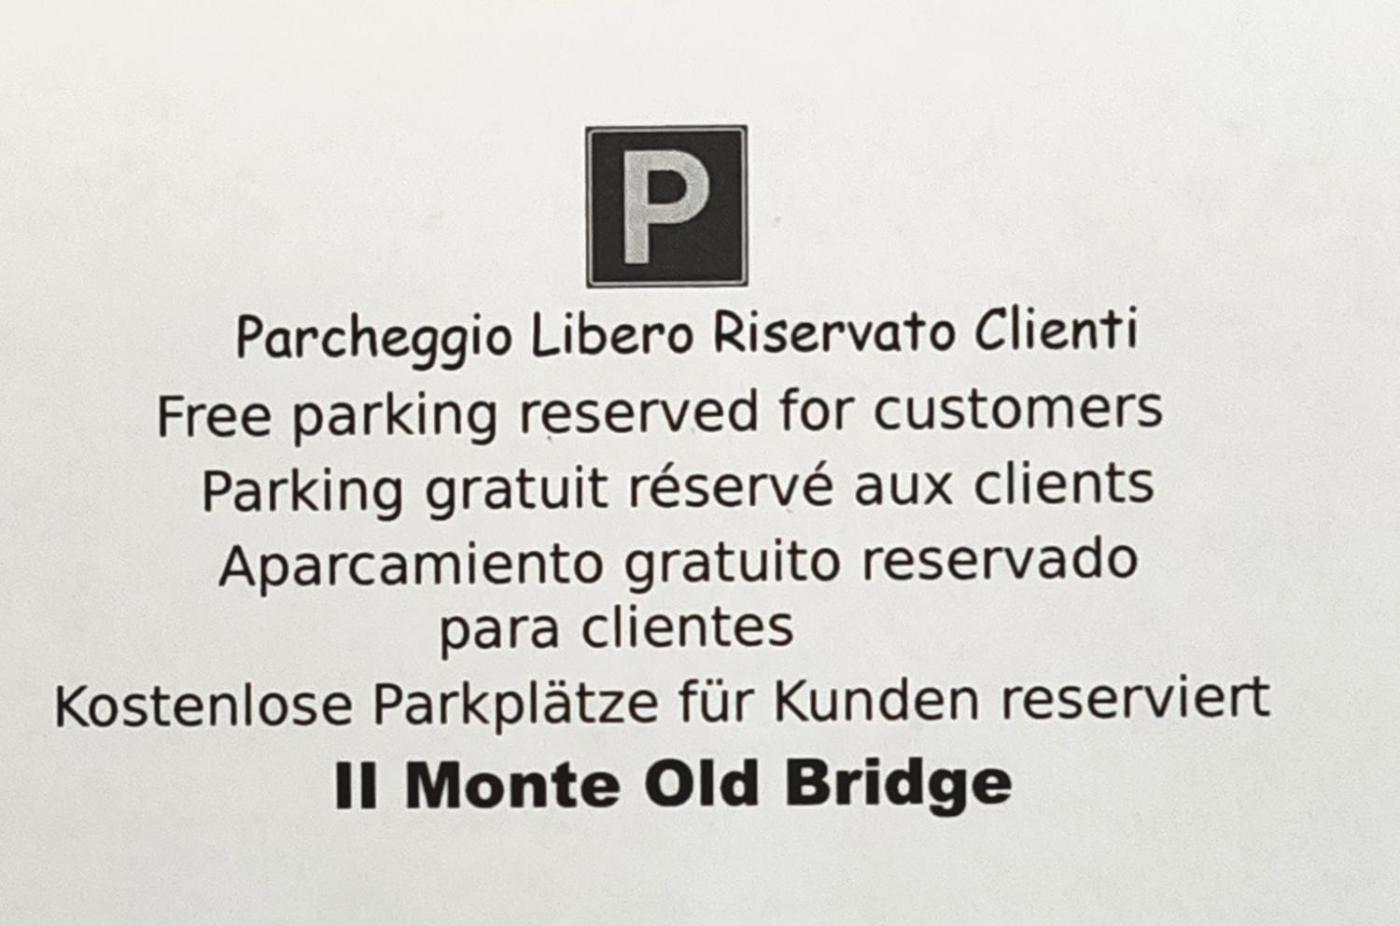 P
Parcheggio Libero Riservato Clienti
Free parking reserved for customers
Parking gratuit réservé aux clients
Aparcamiento gratuito reservado
para clientes
Kostenlose Parkplätze für Kunden reserviert
Il Monte Old Bridge